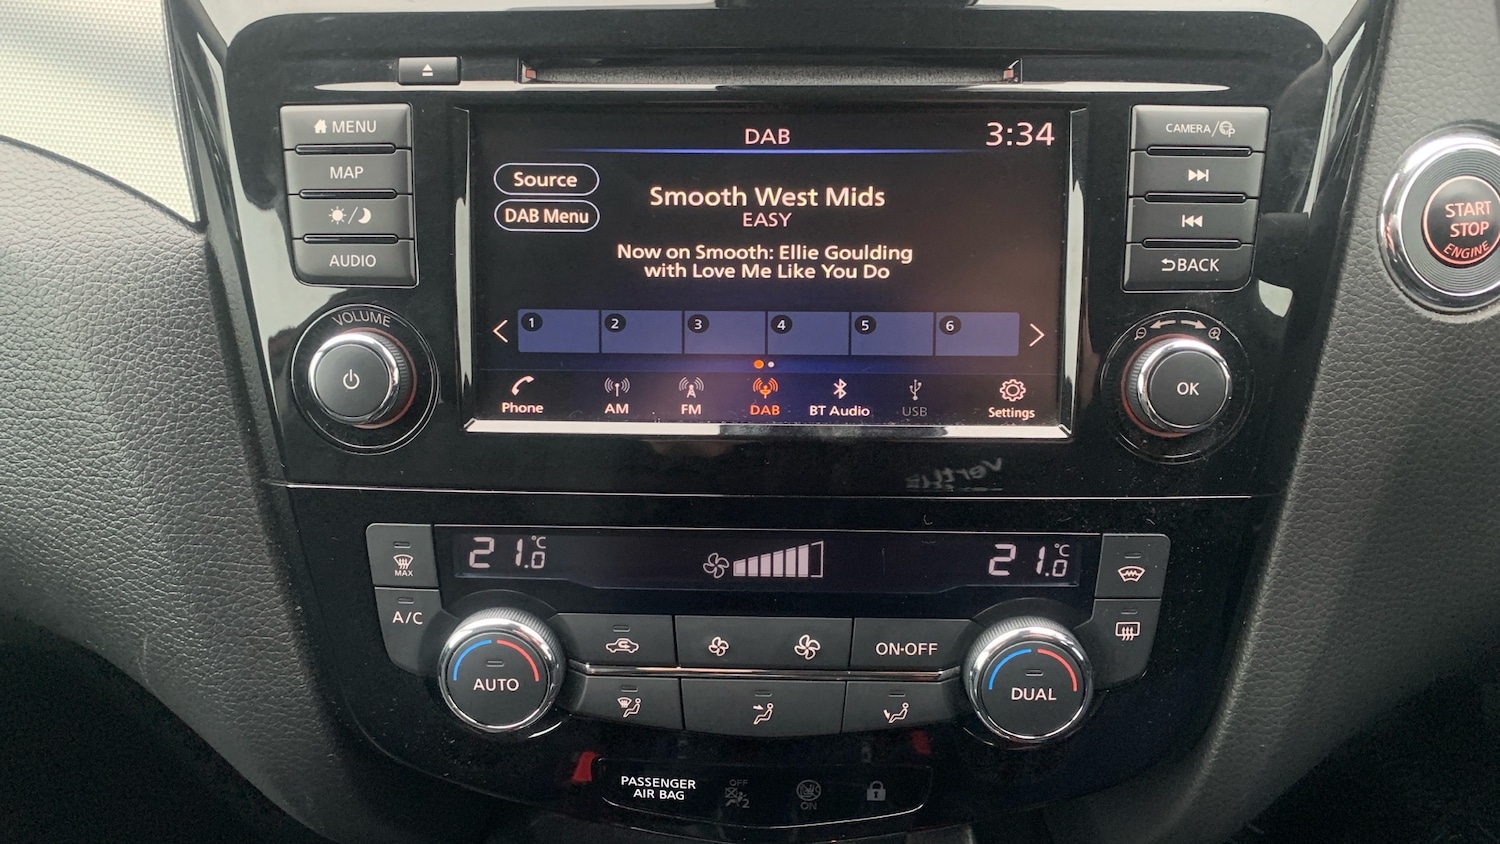 MENU
MAP
AUDIO
VOLUME
DAB
3:34
Source
DAB Menu
Smooth West Mids
EASY
Now on Smooth: Ellie Goulding
with Love Me Like You Do
1 2 3 4 5 6
Phone AM FM DAB BT Audio USB Settings
CAMERA/
BACK
OK
START
STOP
ENGINE
21.0°C 21.0°C
MAX
A/C
AUTO
ON·OFF
DUAL
PASSENGER
AIR BAG
OFF
2
ON